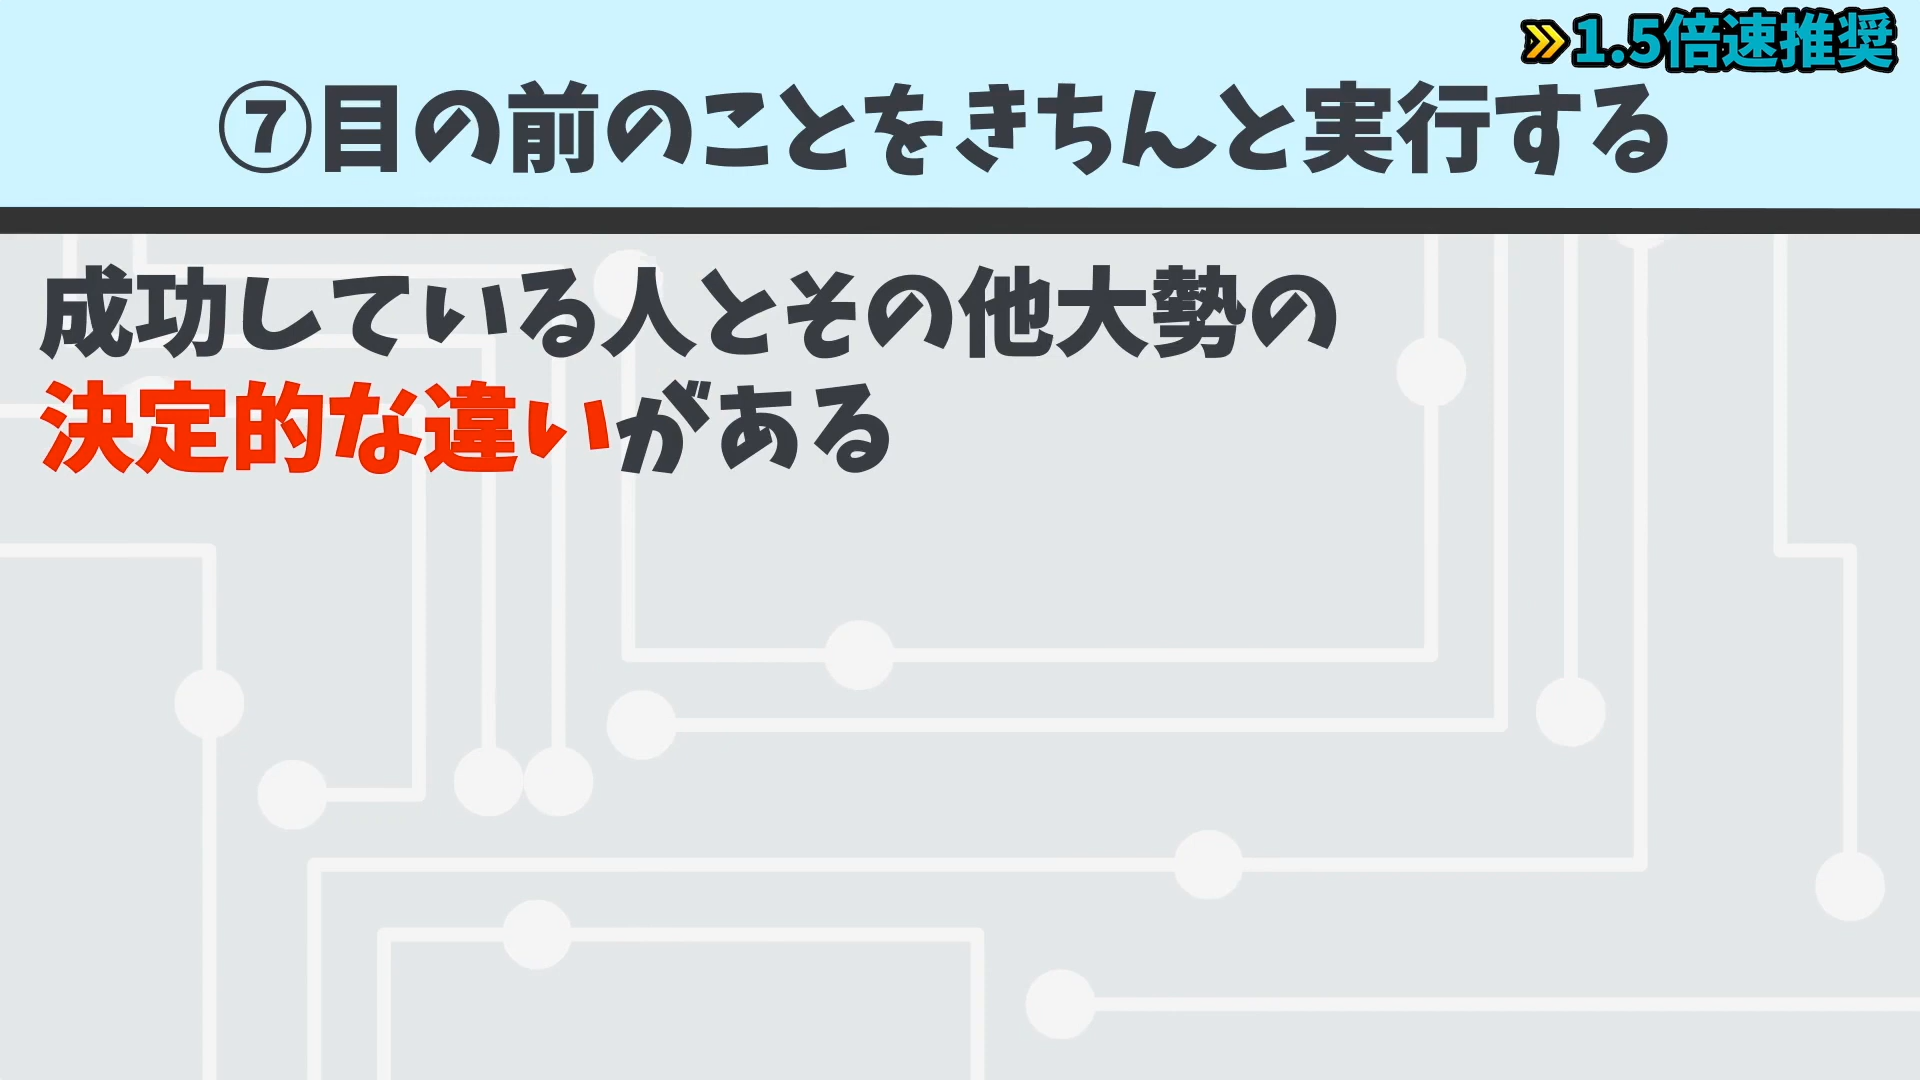 1.5倍速推奨
⑦目の前のことをきちんと実行する
成功している人とその他大勢の
決定的な違いがある